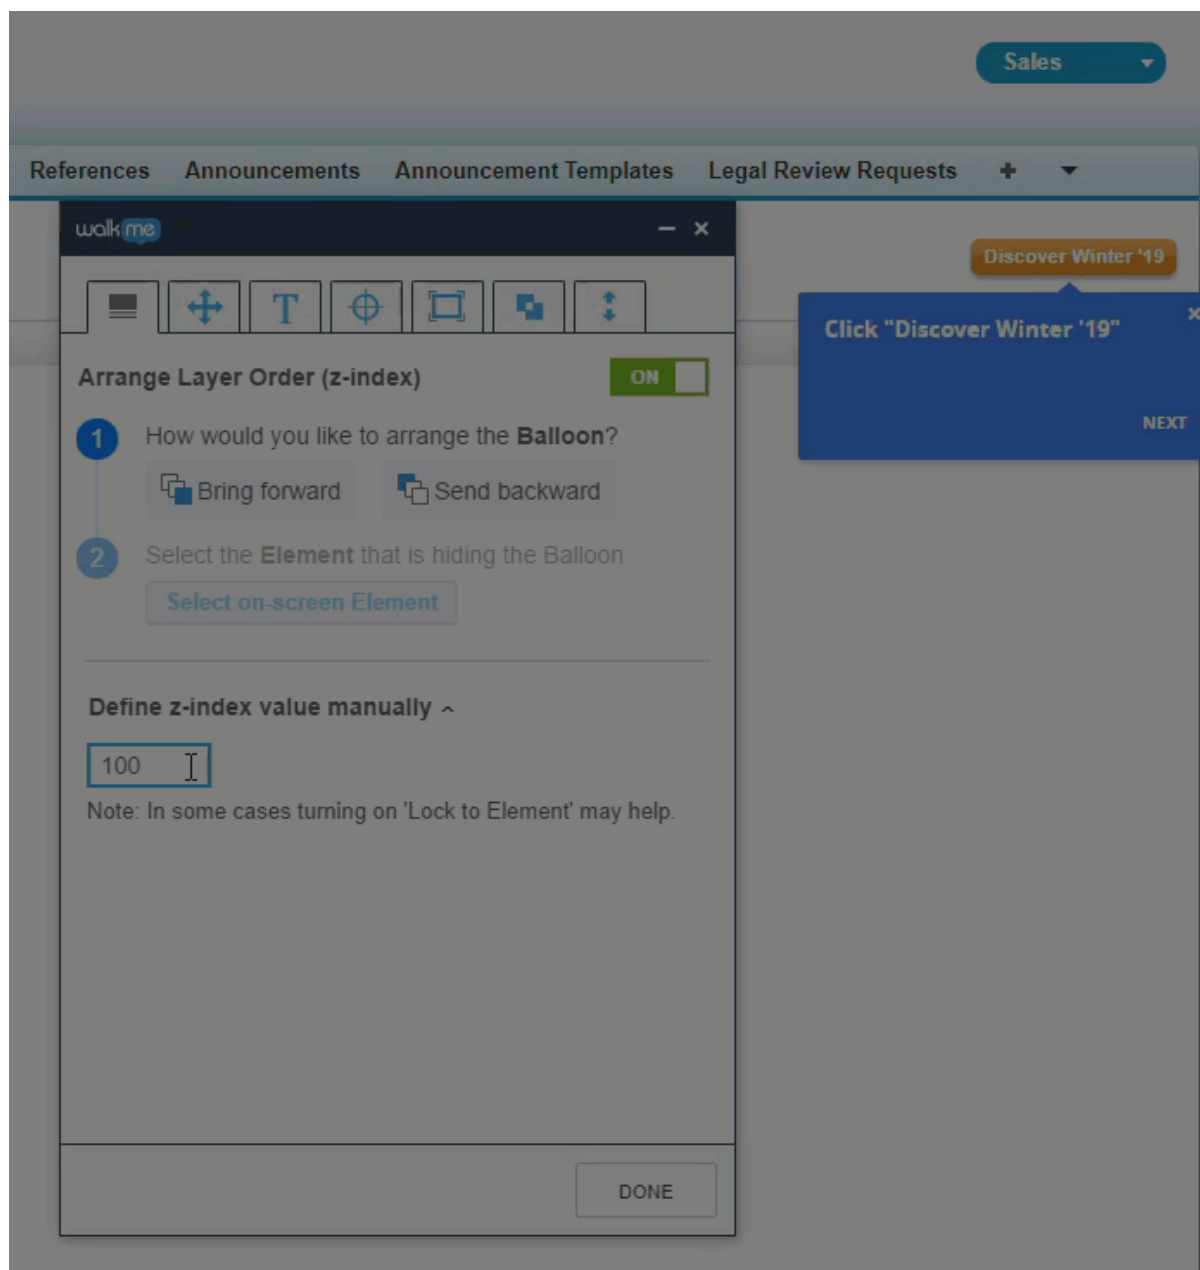 Sales
References Announcements Announcement Templates Legal Review Requests
walkme
Discover Winter '19
Click "Discover Winter '19"
NEXT
T
Arrange Layer Order (z-index) ON
1 How would you like to arrange the Balloon?
Bring forward Send backward
2 Select the Element that is hiding the Balloon
Select on-screen Element
Define z-index value manually
100
Note: In some cases turning on 'Lock to Element' may help.
DONE